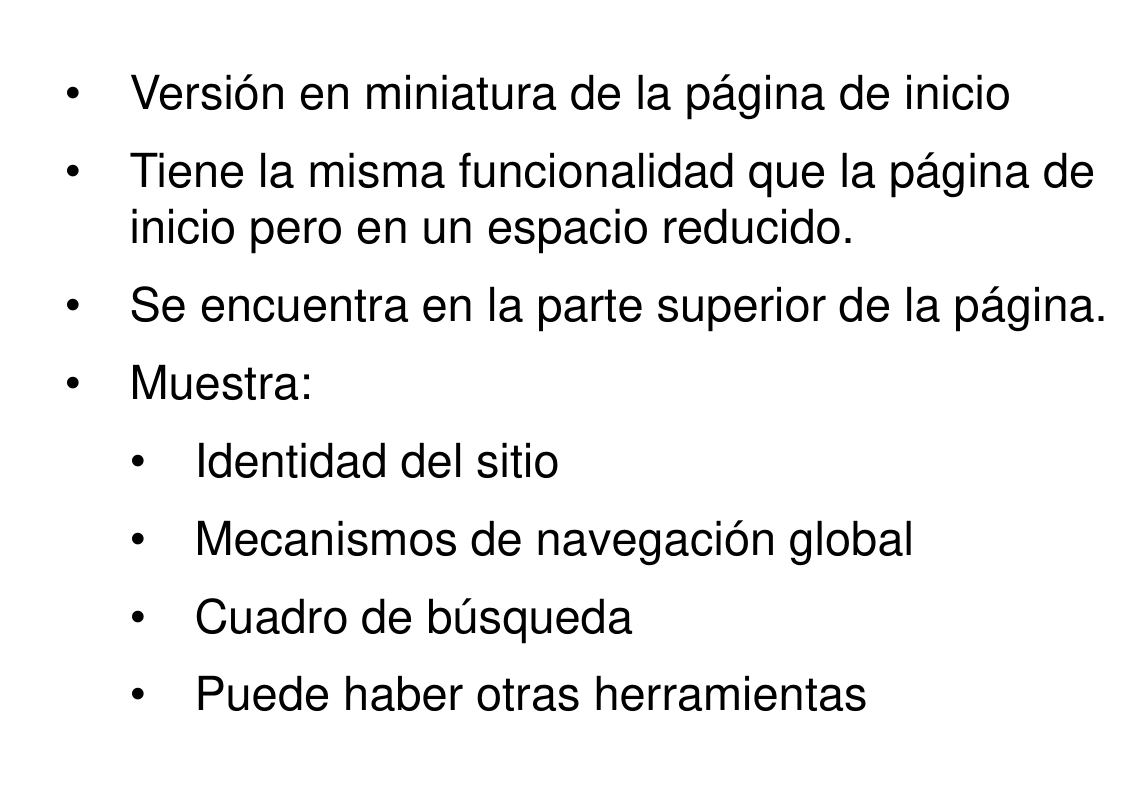 • Versión en miniatura de la página de inicio
• Tiene la misma funcionalidad que la página de
inicio pero en un espacio reducido.
• Se encuentra en la parte superior de la página.
• Muestra:
• Identidad del sitio
• Mecanismos de navegación global
• Cuadro de búsqueda
• Puede haber otras herramientas